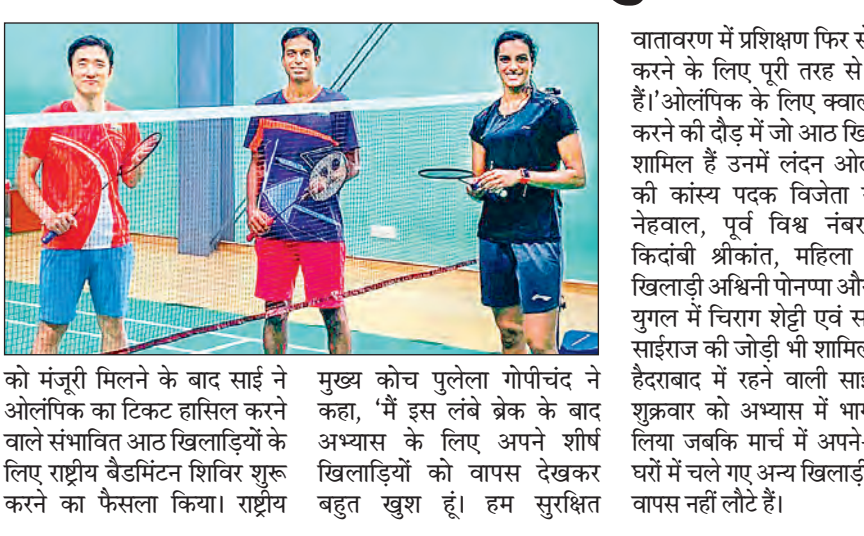 को मंजूरी मिलने के बाद साई ने
ओलंपिक का टिकट हासिल करने
वाले संभावित आठ खिलाड़ियों के
लिए राष्ट्रीय बैडमिंटन शिविर शुरू
करने का फैसला किया। राष्ट्रीय
मुख्य कोच पुलेला गोपीचंद ने
कहा, ‘मैं इस लंबे ब्रेक के बाद
अभ्यास के लिए अपने शीर्ष
खिलाड़ियों को वापस देखकर
बहुत खुश हूं। हम सुरक्षित
वातावरण में प्रशिक्षण फिर
करने के लिए पूरी तरह से
हैं।’ओलंपिक के लिए
करने की दौड़ में जो आठ
शामिल हैं उनमें लंदन
की कांस्य पदक विजेता
नेहवाल, पूर्व विश्व नंबर
किदांबी श्रीकांत, महिला
खिलाड़ी अश्विनी पोनप्पा
युगल में चिराग शेट्टी एवं
साईराज की जोड़ी भी
हैदराबाद में रहने वाली
शुक्रवार को अभ्यास में
लिया जबकि मार्च में
घरों में चले गए अन्य
वापस नहीं लौटे हैं।